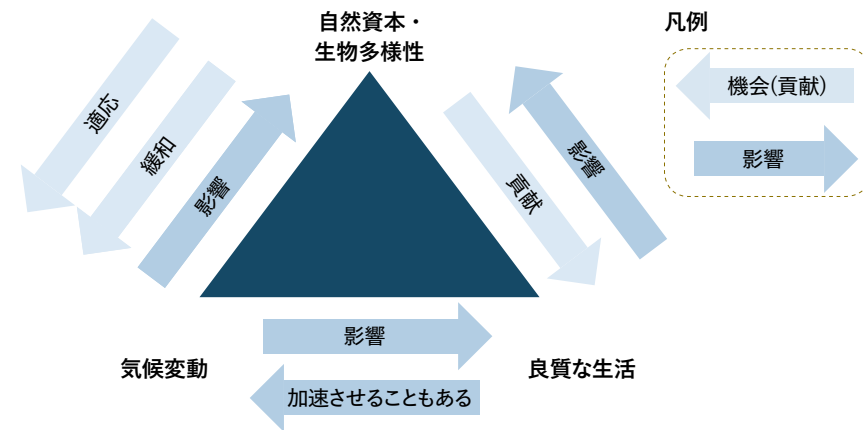 自然資本・
生物多様性
凡例
機会(貢献)
影響
適応
緩和
影響
貢献
影響
影響
加速させることもある
気候変動
良質な生活